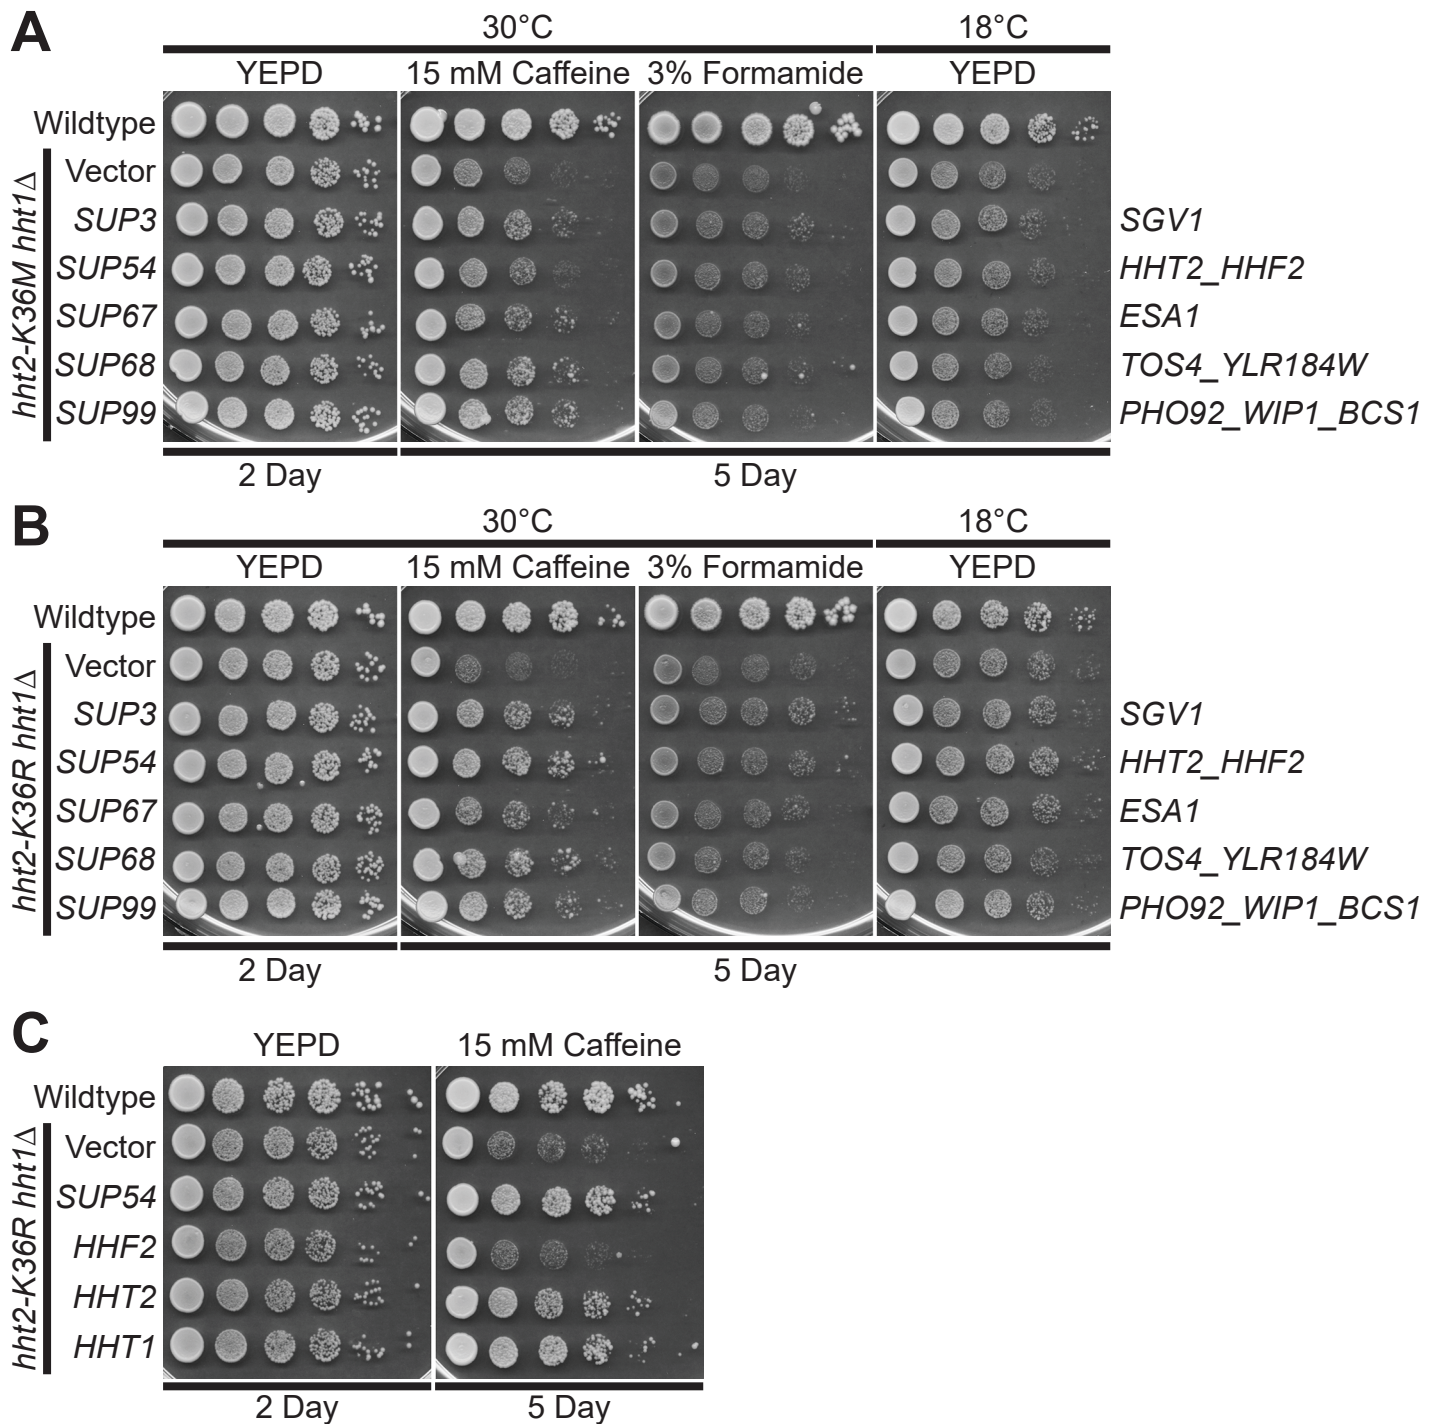 A
30°C 18°C
YEPD 15 mM Caffeine 3% Formamide YEPD
Wildtype
hht2-K36M hht1Δ
Vector
SUP3 SGV1
SUP54 HHT2_HHF2
SUP67 ESA1
SUP68 TOS4_YLR184W
SUP99 PHO92_WIP1_BCS1
2 Day 5 Day
B
30°C 18°C
YEPD 15 mM Caffeine 3% Formamide YEPD
Wildtype
hht2-K36R hht1Δ
Vector
SUP3 SGV1
SUP54 HHT2_HHF2
SUP67 ESA1
SUP68 TOS4_YLR184W
SUP99 PHO92_WIP1_BCS1
2 Day 5 Day
C
YEPD 15 mM Caffeine
Wildtype
hht2-K36R hht1Δ
Vector
SUP54
HHF2
HHT2
HHT1
2 Day 5 Day